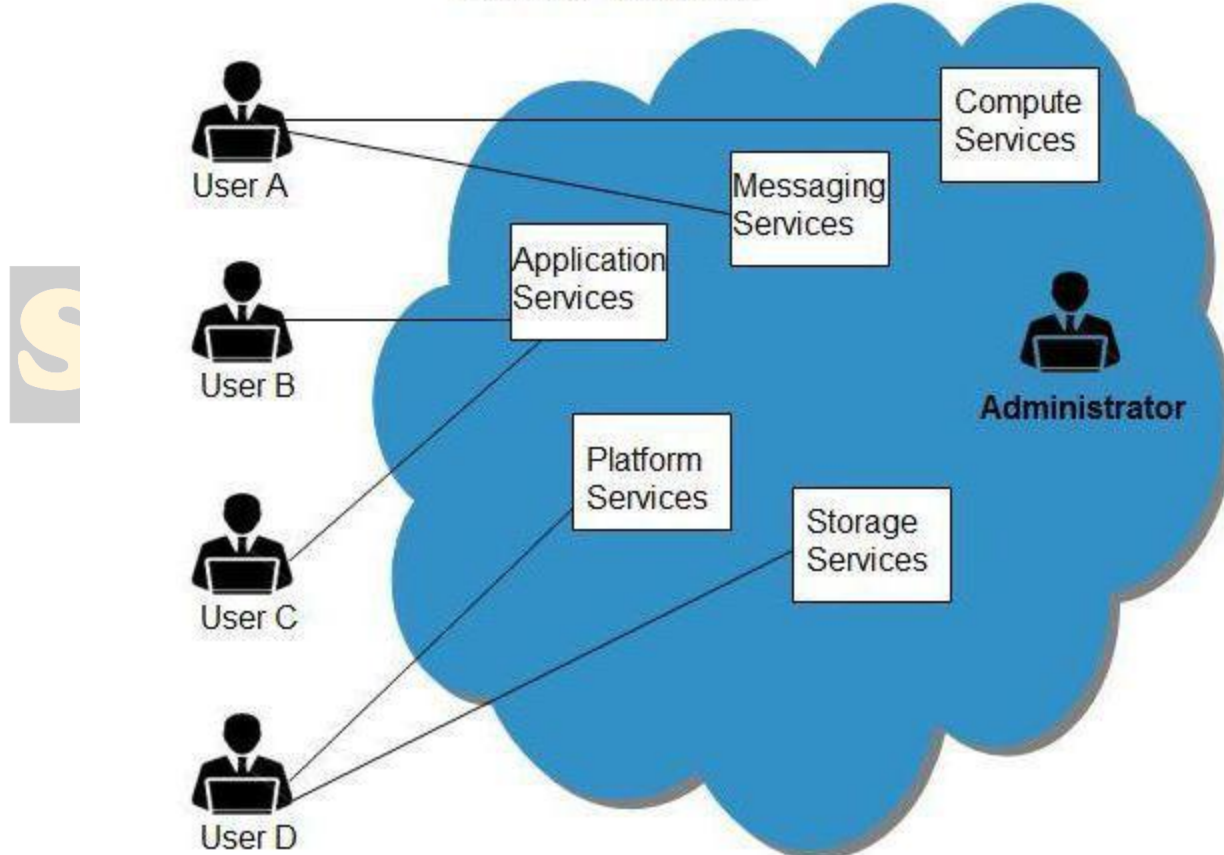 User A
Compute
Services
Messaging
Services
Application
Services
User B
Administrator
Platform
Services
Storage
Services
User C
User D
S